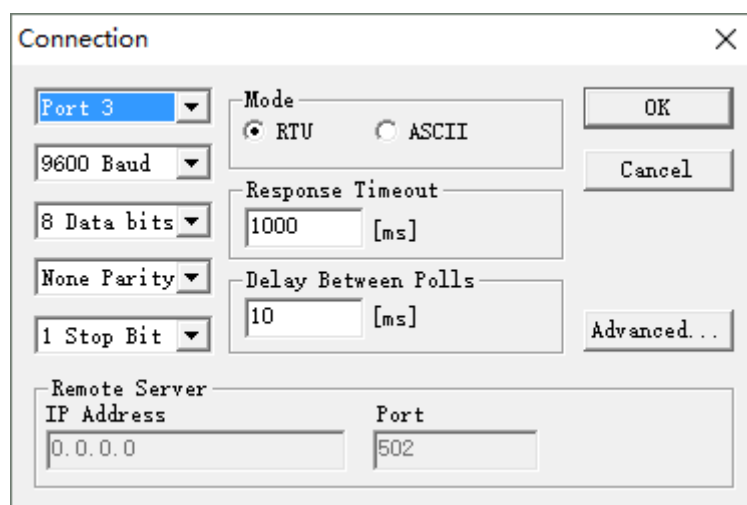 Connection
Port 3
9600 Baud
8 Data bits
None Parity
1 Stop Bit
Mode
RTU
ASCII
Response Timeout
1000
[ms]
Delay Between Polls
10
[ms]
OK
Cancel
Advanced...
Remote Server
IP Address
Port
0.0.0.0
502